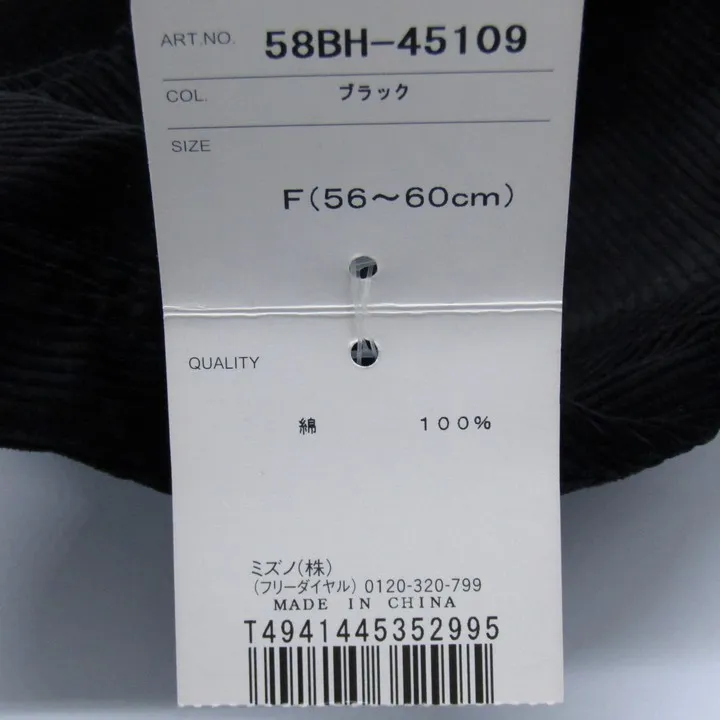 ART.NO. 58BH-45109
COL. ブラック
SIZE
F(56～60cm)
QUALITY
綿 100%
ミズノ(株)
(フリーダイヤル) 0120-320-799
MADE IN CHINA
T4941445352995